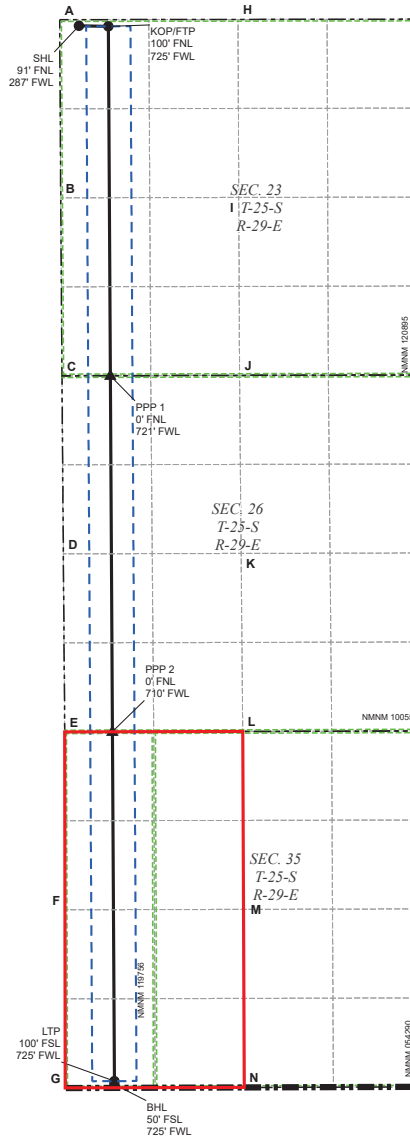 A
H
KOP/FTP
100' FNL
725' FWL
SHL
91' FNL
287' FWL
B
SEC. 23
I T-25-S
R-29-E
NMNM 120895
C
J
PPP 1
0' FNL
721' FWL
SEC. 26
T-25-S
R-29-E
D
K
PPP 2
0' FNL
710' FWL
E
L
SEC. 35
T-25-S
R-29-E
F
M
NMNM 119756
NMNM 054290
LTP
100' FSL
725' FWL
G
N
BHL
50' FSL
725' FWL